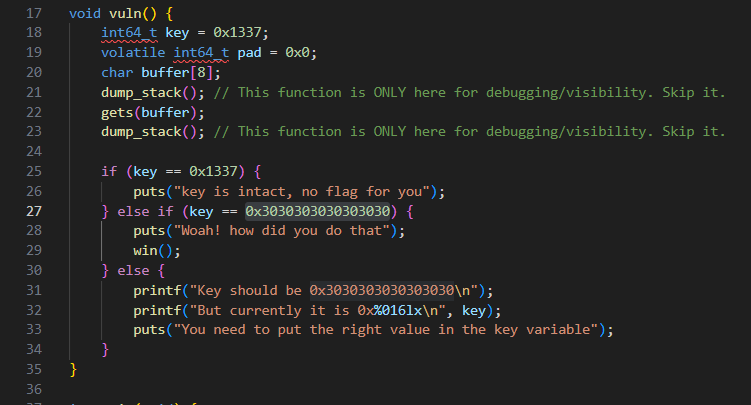 17 void vuln() {
18 int64_t key = 0x1337;
19 volatile int64_t pad = 0x0;
20 char buffer[8];
21 dump_stack(); // This function is ONLY here for debugging/visibility. Skip it.
22 gets(buffer);
23 dump_stack(); // This function is ONLY here for debugging/visibility. Skip it.
24
25 if (key == 0x1337) {
26 puts("key is intact, no flag for you");
27 } else if (key == 0x3030303030303030) {
28 puts("Woah! how did you do that");
29 win();
30 } else {
31 printf("Key should be 0x3030303030303030\n");
32 printf("But currently it is 0x%016lx\n", key);
33 puts("You need to put the right value in the key variable");
34 }
35 }
36